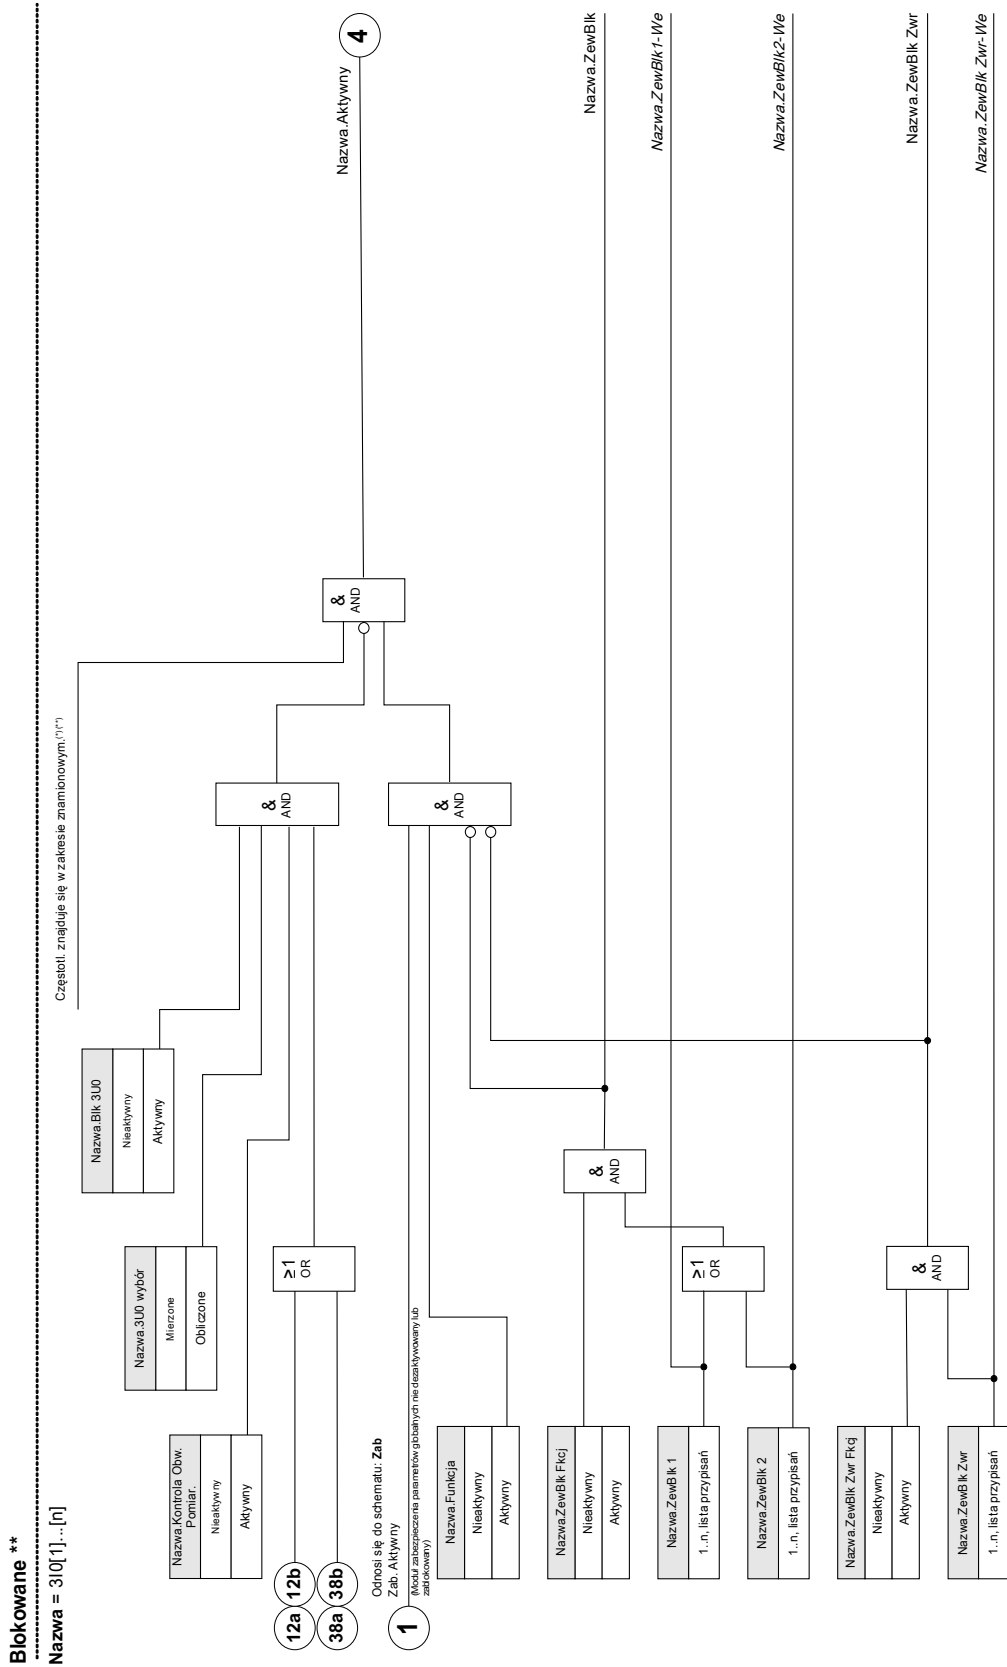 Blokowane **
Nazwa = 3I0[1]...[n]
Częstotl. znajduje się w zakresie znamionowym.(*)(**)
Nazwa.Blk 3U0
Nieaktywny
Aktywny
Nazwa.3U0 wybór
Mierzone
Obliczone
Nazwa.Kontrola Obw.
Pomiar.
Nieaktywny
Aktywny
12a
12b
38a
38b
≥1
OR
&
AND
Odnosi się do schematu: Zab
Zab. Aktywny
(Moduł zabezpieczenia parametrów globalnych nie dezaktywowany lub
zablokowany)
1
Nazwa.Funkcja
Nieaktywny
Aktywny
&
AND
&
AND
Nazwa.Aktywny
4
Nazwa.ZewBlk Fkcj
Nieaktywny
Aktywny
&
AND
Nazwa.ZewBlk
Nazwa.ZewBlk 1
1..n, lista przypisań
≥1
OR
Nazwa.ZewBlk1-We
Nazwa.ZewBlk 2
1..n, lista przypisań
Nazwa.ZewBlk2-We
Nazwa.ZewBlk Zwr Fkcj
Nieaktywny
Aktywny
&
AND
Nazwa.ZewBlk Zwr
Nazwa.ZewBlk Zwr
1..n, lista przypisań
Nazwa.ZewBlk Zwr-We